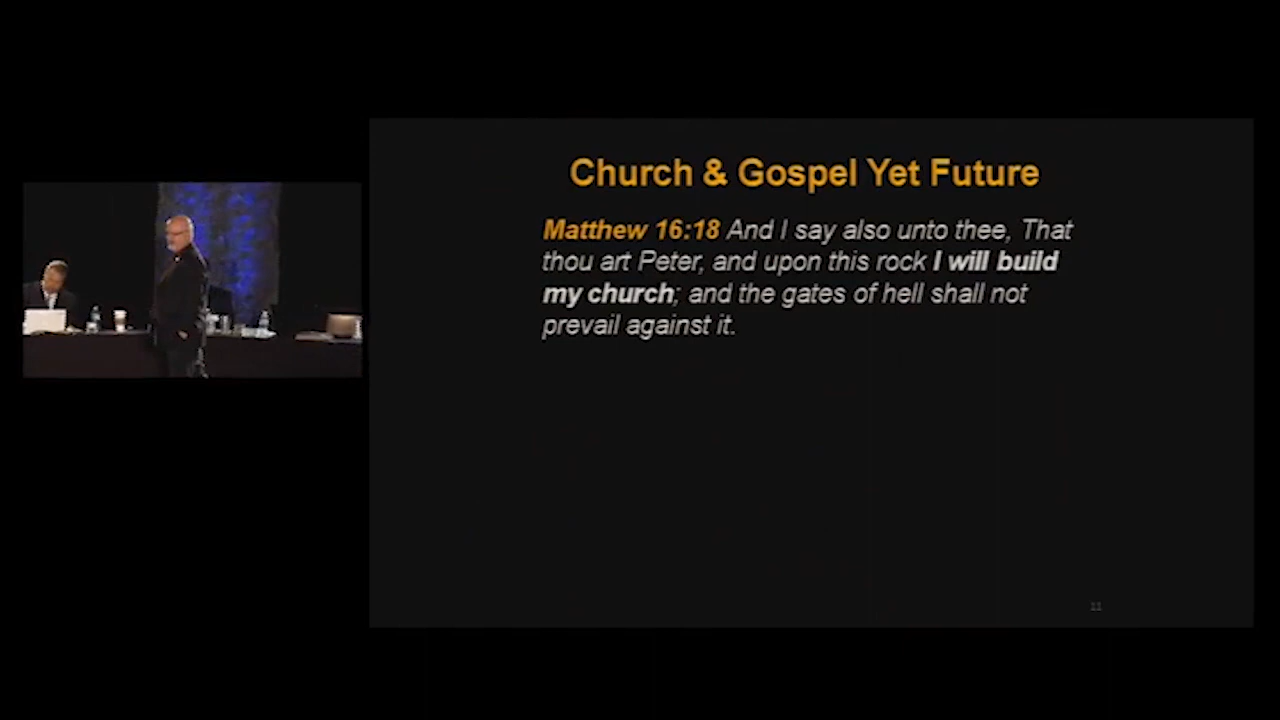 Church & Gospel Yet Future
Matthew 16:18 And I say also unto thee, That
thou art Peter, and upon this rock I will build
my church; and the gates of hell shall not
prevail against it.
11